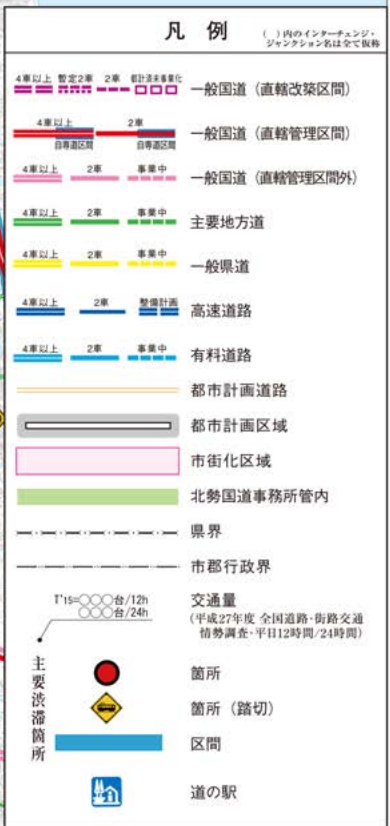 凡 例
（ ）内のインターチェンジ・
ジャンクション名は全て仮称
4車以上 暫定2車 2車 都計済未事業化
一般国道（直轄改築区間）
4車以上 2車
自専道区間 自専道区間
一般国道（直轄管理区間）
4車以上 2車 事業中
一般国道（直轄管理区間外）
4車以上 2車 事業中
主要地方道
4車以上 2車 事業中
一般県道
4車以上 2車 整備計画
高速道路
4車以上 2車 事業中
有料道路
都市計画道路
都市計画区域
市街化区域
北勢国道事務所管内
県界
市郡行政界
T'15=○○○台/12h
○○○台/24h
交通量
（平成27年度 全国道路・街路交通
情勢調査・平日12時間/24時間）
主要渋滞箇所
箇所
箇所（踏切）
区間
道の駅